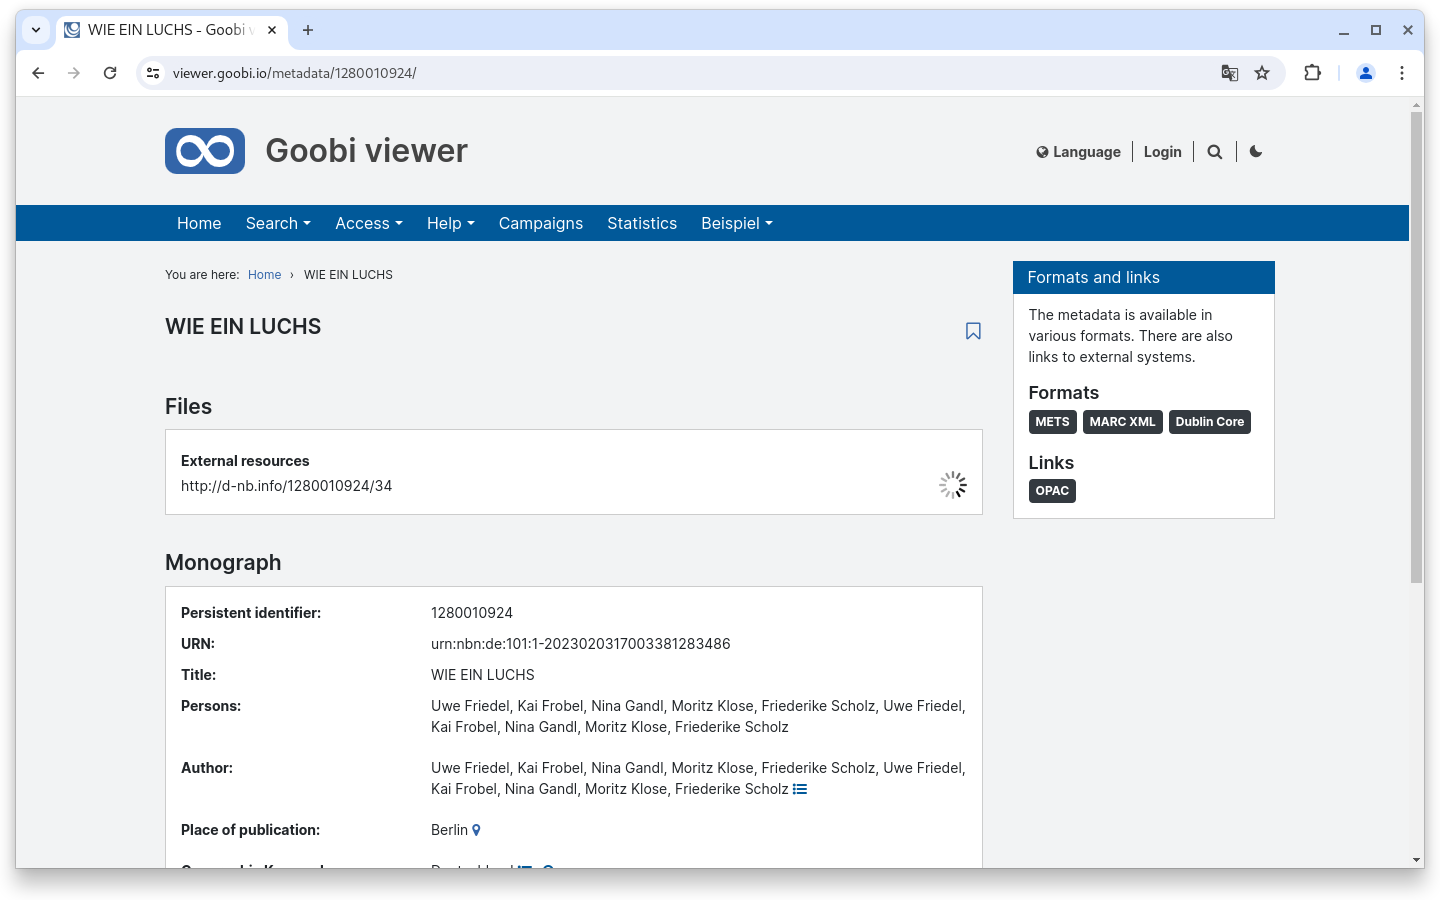 WIE EIN LUCHS - Goobi v
viewer.goobi.io/metadata/1280010924/
Goobi viewer
Language
Login
Home
Search
Access
Help
Campaigns
Statistics
Beispiel
You are here: Home › WIE EIN LUCHS
WIE EIN LUCHS
Files
External resources
http://d-nb.info/1280010924/34
Monograph
Persistent identifier: 1280010924
URN: urn:nbn:de:101:1-2023020317003381283486
Title: WIE EIN LUCHS
Persons: Uwe Friedel, Kai Frobel, Nina Gandl, Moritz Klose, Friederike Scholz, Uwe Friedel,
Kai Frobel, Nina Gandl, Moritz Klose, Friederike Scholz
Author: Uwe Friedel, Kai Frobel, Nina Gandl, Moritz Klose, Friederike Scholz, Uwe Friedel,
Kai Frobel, Nina Gandl, Moritz Klose, Friederike Scholz
Place of publication: Berlin
Formats and links
The metadata is available in
various formats. There are also
links to external systems.
Formats
METS
MARC XML
Dublin Core
Links
OPAC